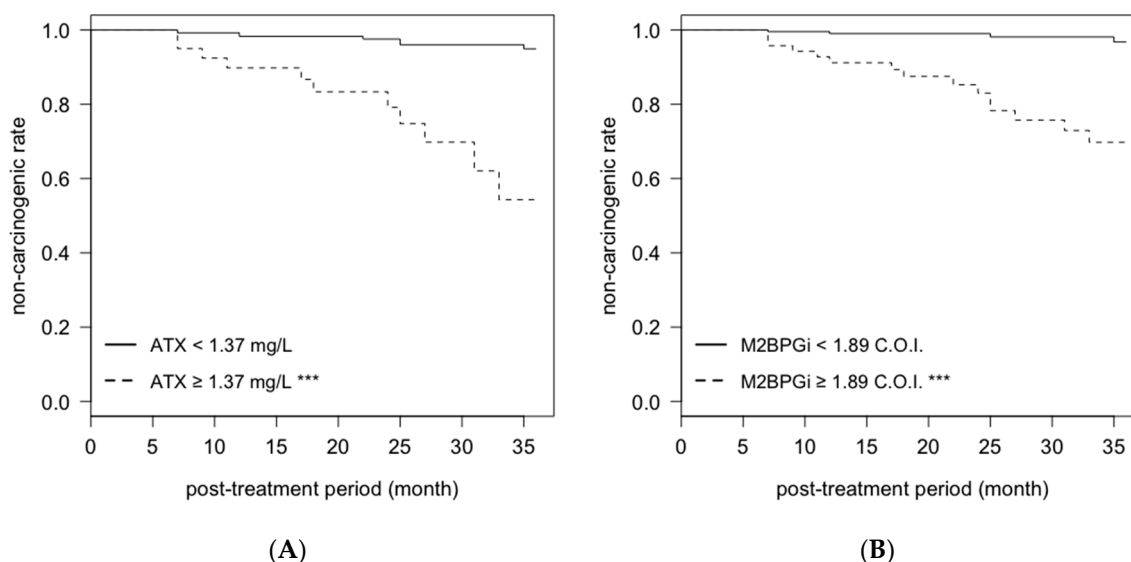 1.0
0.8
0.6
0.4
0.2
0.0
non-carcinogenic rate
ATX < 1.37 mg/L
ATX ≥ 1.37 mg/L ***
0 5 10 15 20 25 30 35
post-treatment period (month)
(A)
1.0
0.8
0.6
0.4
0.2
0.0
non-carcinogenic rate
M2BPGi < 1.89 C.O.I.
M2BPGi ≥ 1.89 C.O.I. ***
0 5 10 15 20 25 30 35
post-treatment period (month)
(B)